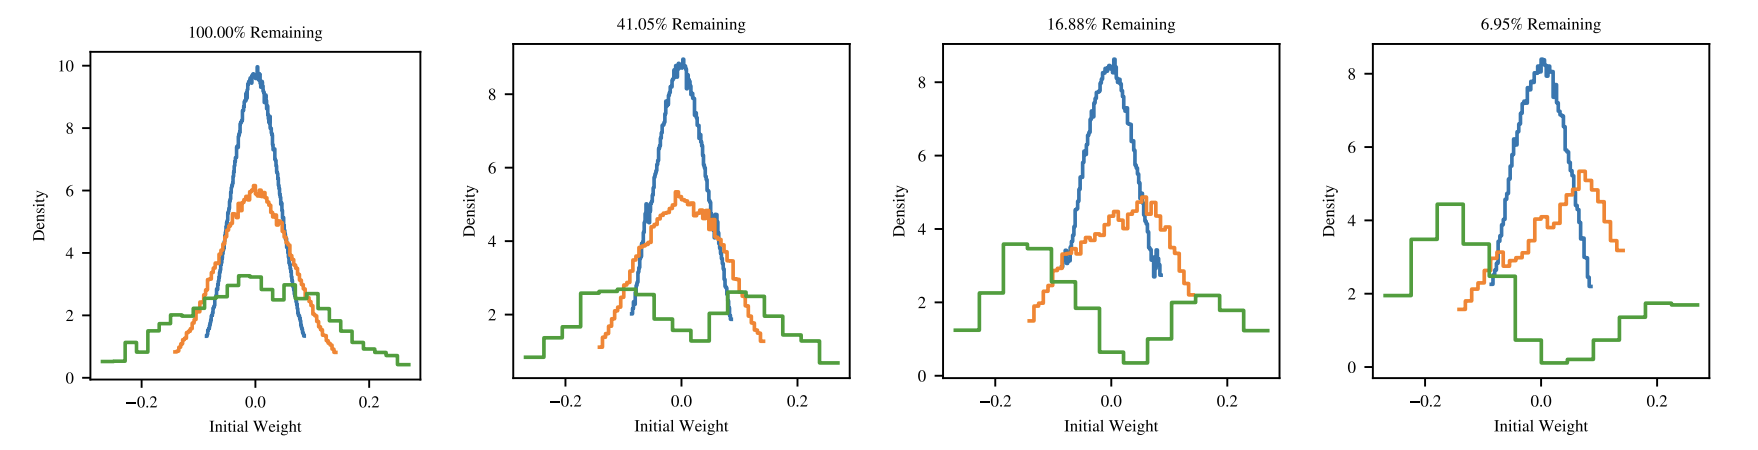 100.00% Remaining
10
8
6
4
2
0
Density
−0.2 0.0 0.2
Initial Weight
41.05% Remaining
8
6
4
2
Density
−0.2 0.0 0.2
Initial Weight
16.88% Remaining
8
6
4
2
0
Density
−0.2 0.0 0.2
Initial Weight
6.95% Remaining
8
6
4
2
0
Density
−0.2 0.0 0.2
Initial Weight